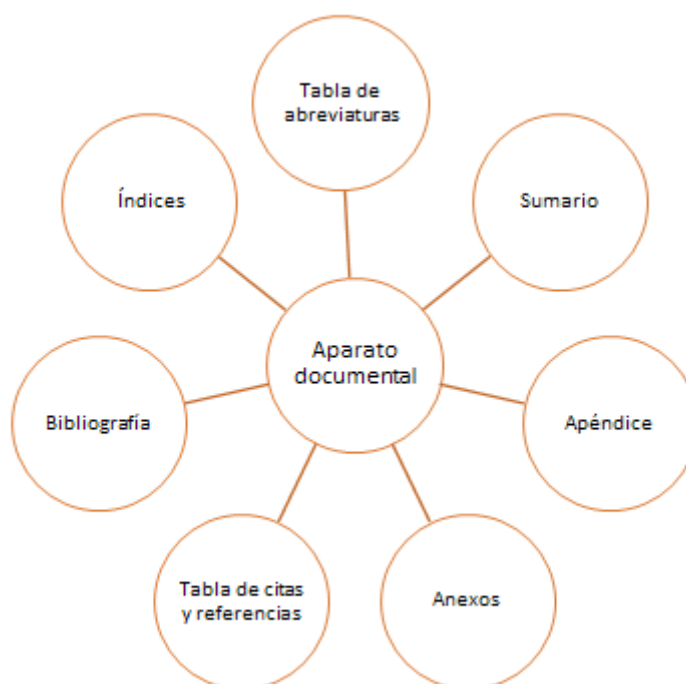 Tabla de
abreviaturas
Índices
Sumario
Aparato
documental
Bibliografía
Apéndice
Tabla de citas
y referencias
Anexos